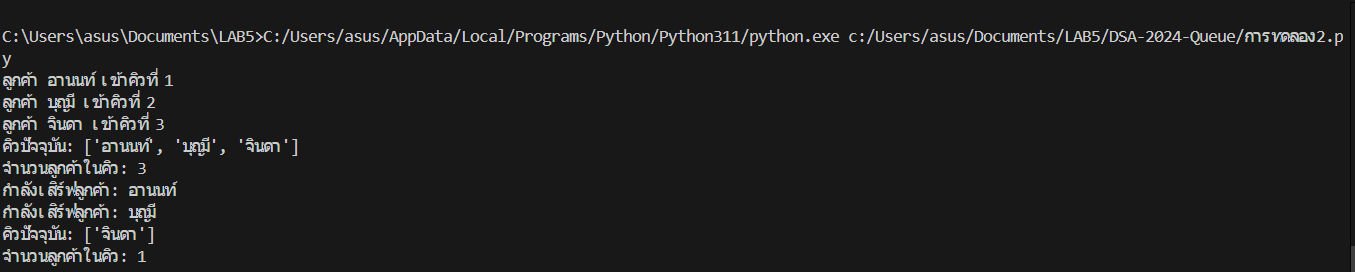 C:\Users\asus\Documents\LAB5>C:/Users/asus/AppData/Local/Programs/Python/Python311/python.exe c:/Users/asus/Documents/LAB5/DSA-2024-Queue/การทดลอง2.p
y
ลูกค้า อานนท์ เข้าคิวที่ 1
ลูกค้า บุญมี เข้าคิวที่ 2
ลูกค้า จินดา เข้าคิวที่ 3
คิวปัจจุบัน: ['อานนท์', 'บุญมี', 'จินดา']
จำนวนลูกค้าในคิว: 3
กำลังเสิร์ฟลูกค้า: อานนท์
กำลังเสิร์ฟลูกค้า: บุญมี
คิวปัจจุบัน: ['จินดา']
จำนวนลูกค้าในคิว: 1